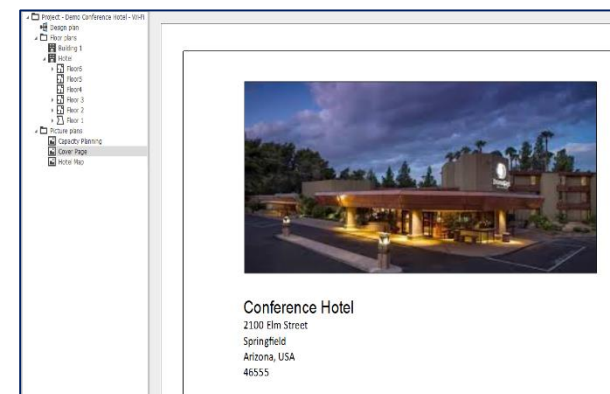 Project - Demo Conference Hotel - Wi-Fi
Design plan
Floor plans
Building 1
Hotel
Floor6
Floor5
Floor4
Floor 3
Floor 2
Floor 1
Picture plans
Capacity Planning
Cover Page
Hotel Map
Conference Hotel
2100 Elm Street
Springfield
Arizona, USA
46555